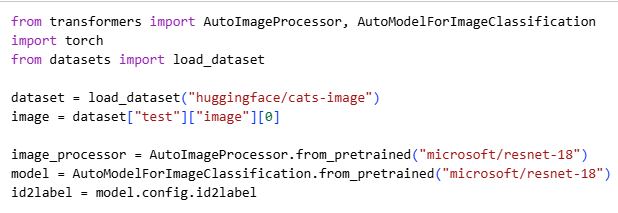 from transformers import AutoImageProcessor, AutoModelForImageClassification
import torch
from datasets import load_dataset

dataset = load_dataset("huggingface/cats-image")
image = dataset["test"]["image"][0]

image_processor = AutoImageProcessor.from_pretrained("microsoft/resnet-18")
model = AutoModelForImageClassification.from_pretrained("microsoft/resnet-18")
id2label = model.config.id2label